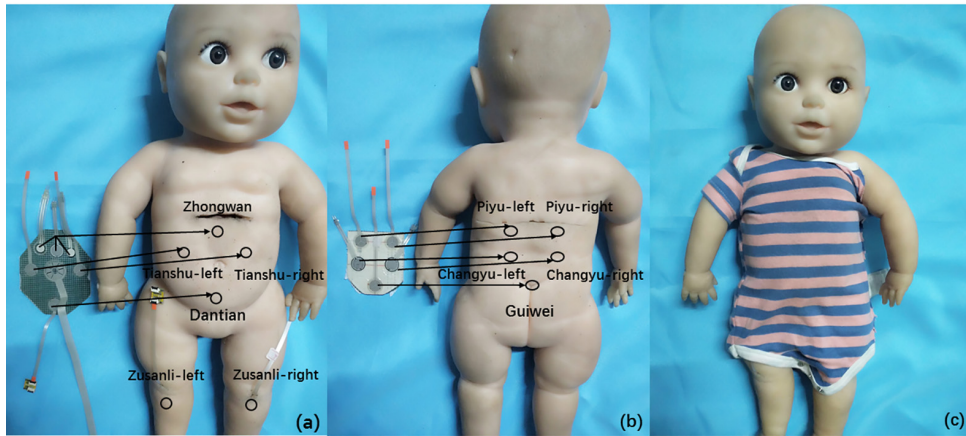 Zhongwan
Tianshu-left Tianshu-right
Dantian
Zusanli-left Zusanli-right
(a)
Piyu-left Piyu-right
Changyu-left Changyu-right
Guiwei
(b)
(c)